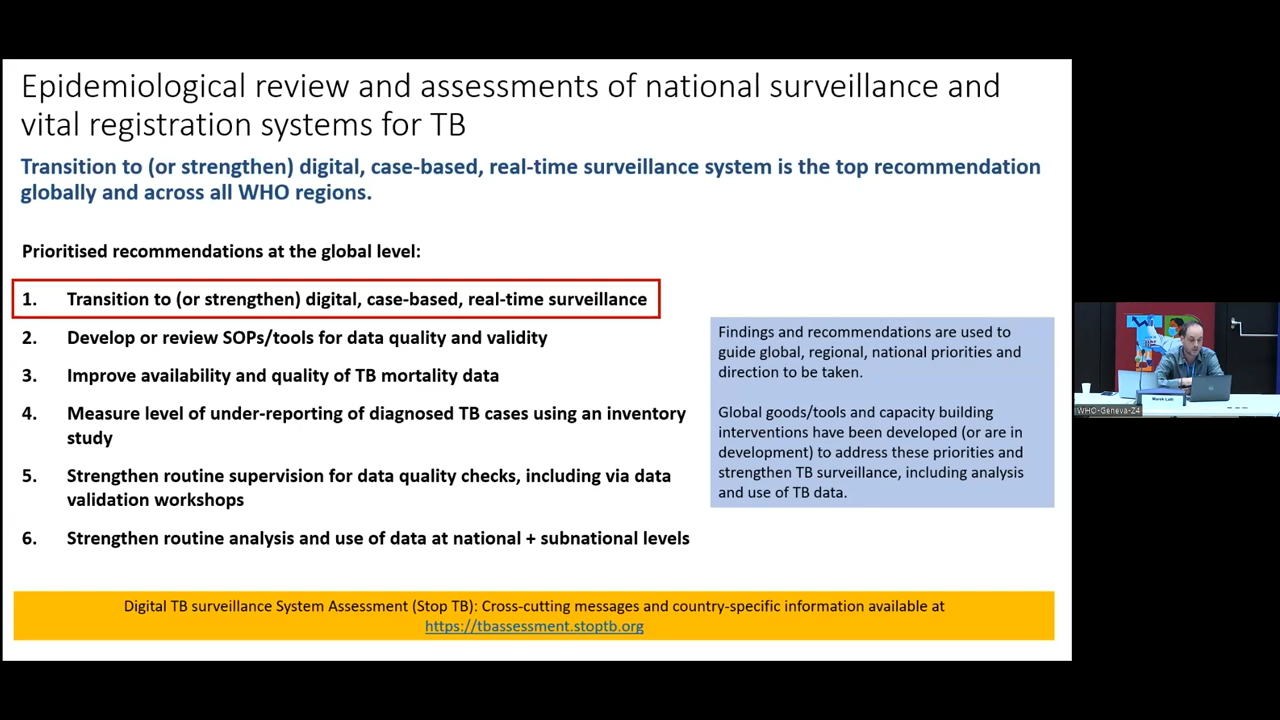 Epidemiological review and assessments of national surveillance and
vital registration systems for TB
Transition to (or strengthen) digital, case-based, real-time surveillance system is the top recommendation
globally and across all WHO regions.
Prioritised recommendations at the global level:
1. Transition to (or strengthen) digital, case-based, real-time surveillance
2. Develop or review SOPs/tools for data quality and validity
3. Improve availability and quality of TB mortality data
4. Measure level of under-reporting of diagnosed TB cases using an inventory
study
5. Strengthen routine supervision for data quality checks, including via data
validation workshops
6. Strengthen routine analysis and use of data at national + subnational levels
Findings and recommendations are used to
guide global, regional, national priorities and
direction to be taken.
Global goods/tools and capacity building
interventions have been developed (or are in
development) to address these priorities and
strengthen TB surveillance, including analysis
and use of TB data.
Digital TB surveillance System Assessment (Stop TB): Cross-cutting messages and country-specific information available at
https://tbassessment.stoptb.org
WHO-Geneva-Z4